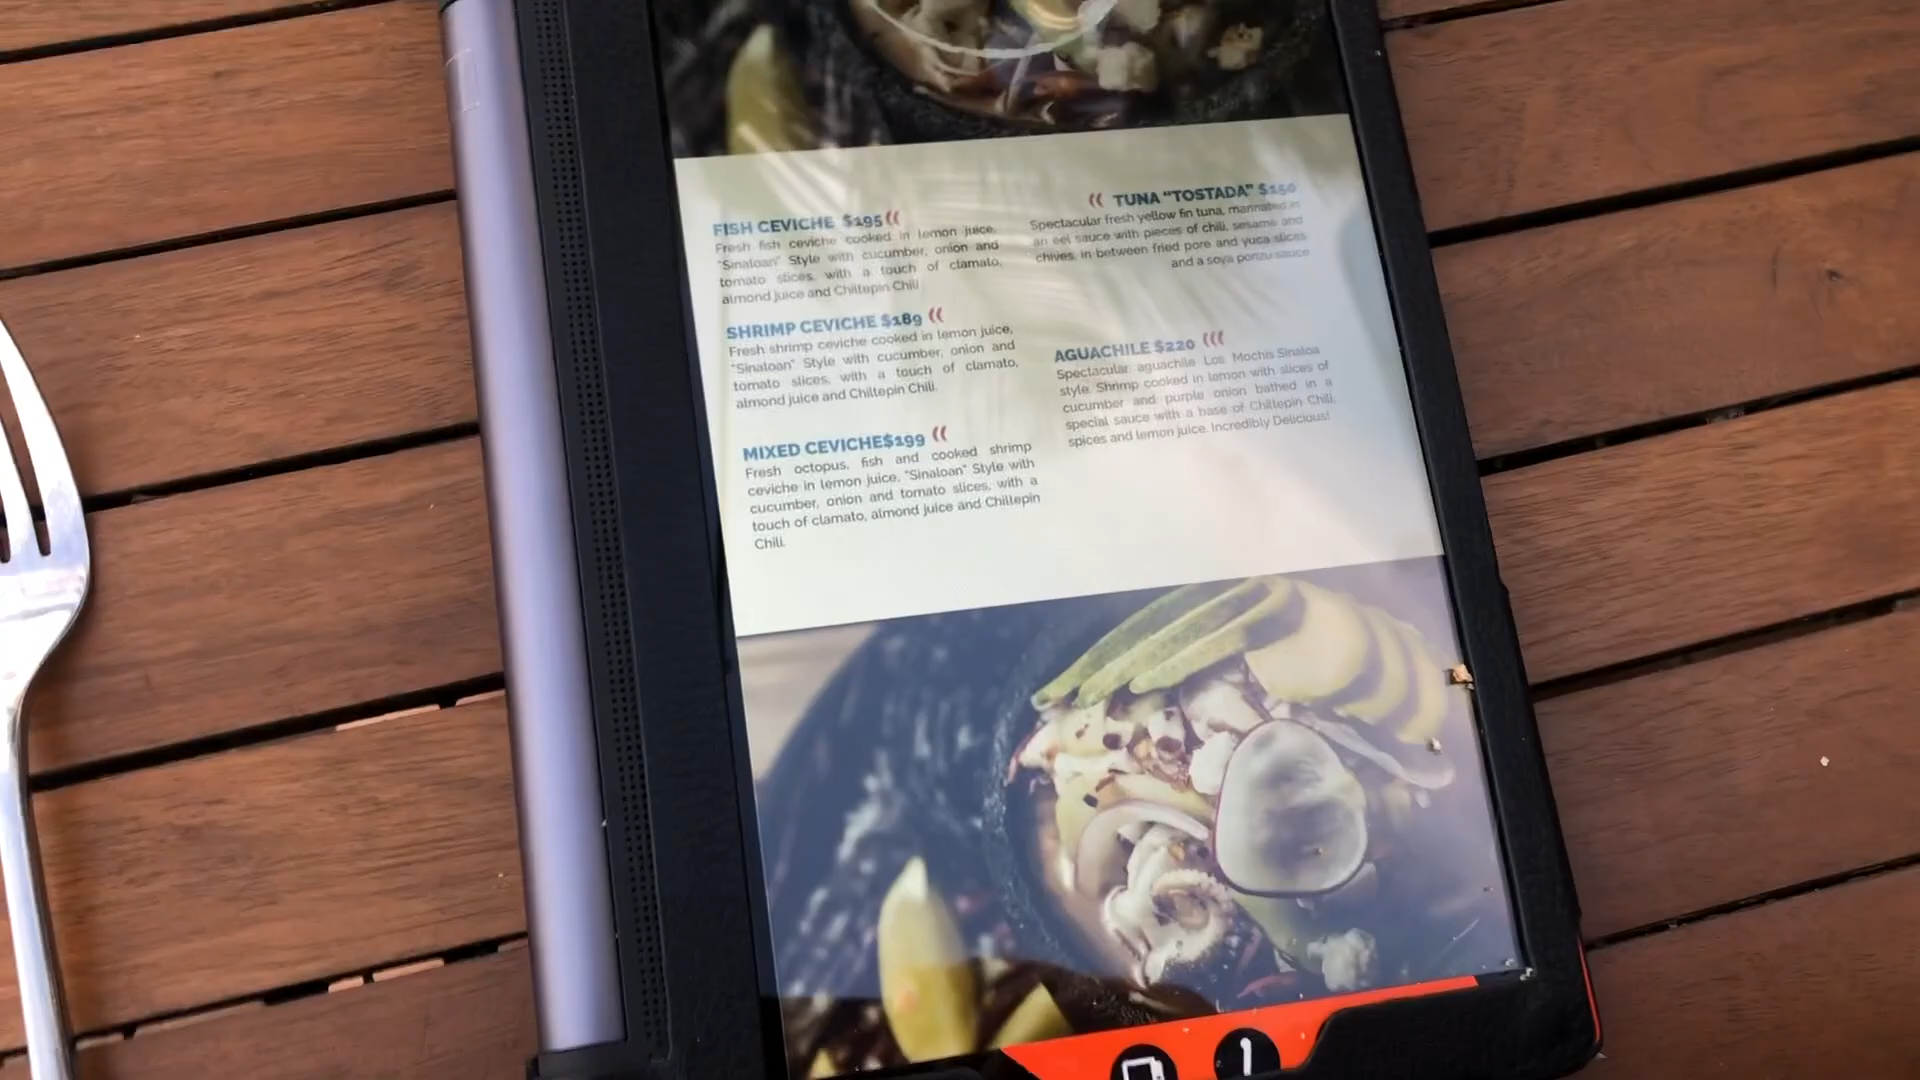 FISH CEVICHE $195
Fresh fish ceviche cooked in lemon juice,
"Sinaloan" Style with cucumber, onion and
tomato slices, with a touch of clamato,
almond juice and Chiltepin Chili
SHRIMP CEVICHE $189
Fresh shrimp ceviche cooked in lemon juice,
"Sinaloan" Style with cucumber, onion and
tomato slices, with a touch of clamato,
almond juice and Chiltepin Chili.
MIXED CEVICHE$199
Fresh octopus, fish and cooked shrimp
ceviche in lemon juice, "Sinaloan" Style with
cucumber, onion and tomato slices, with a
touch of clamato, almond juice and Chiltepin
Chili.
TUNA "TOSTADA" $150
Spectacular fresh yellow fin tuna, marinated in
an eel sauce with pieces of chili, sesame and
chives, in between fried pore and yuca slices
and a soya ponzu sauce
AGUACHILE $220
Spectacular aguachile Los Mochis Sinaloa
style. Shrimp cooked in lemon with slices of
cucumber and purple onion bathed in a
special sauce with a base of Chiltepin Chili,
spices and lemon juice. Incredibly Delicious!